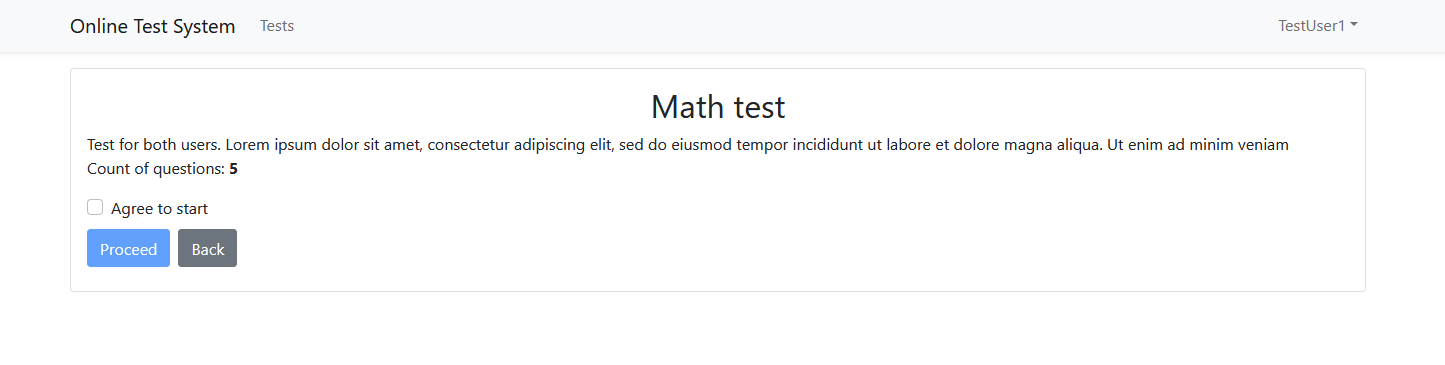 Online Test System Tests TestUser1
Math test
Test for both users. Lorem ipsum dolor sit amet, consectetur adipiscing elit, sed do eiusmod tempor incididunt ut labore et dolore magna aliqua. Ut enim ad minim veniam
Count of questions: 5
Agree to start
Proceed Back